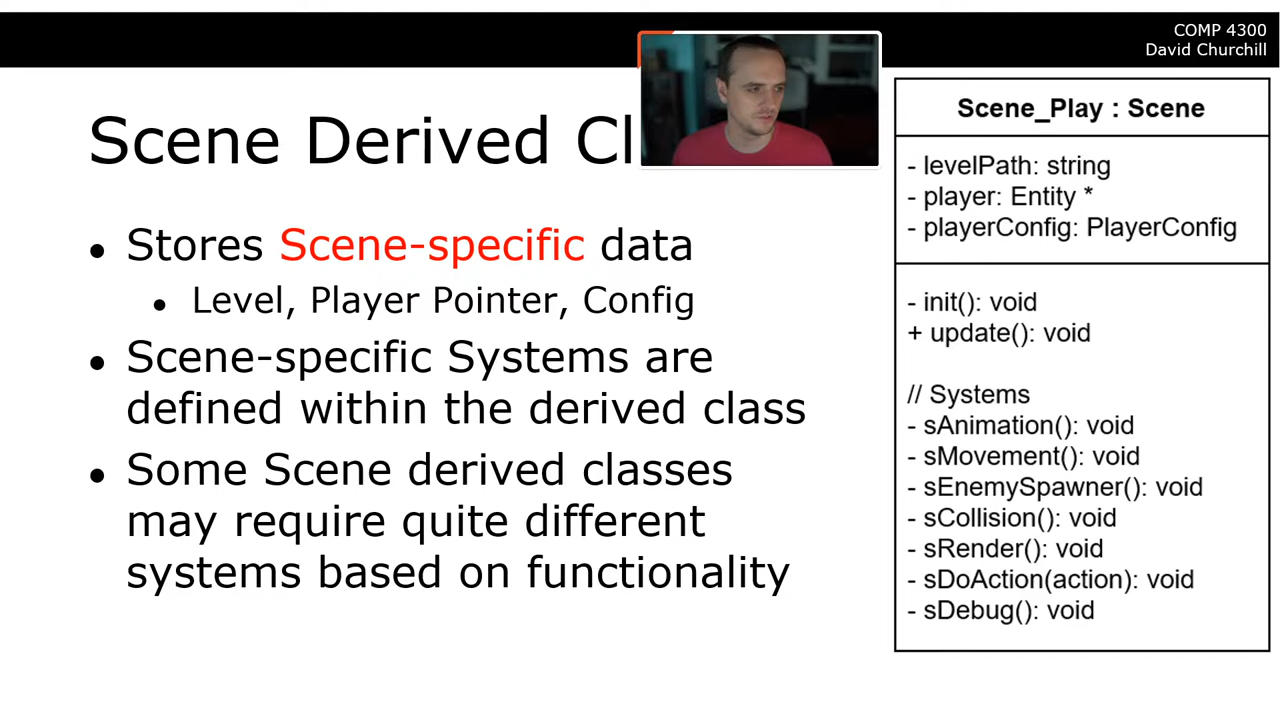 COMP 4300
David Churchill
Scene Derived Cl
● Stores Scene-specific data
● Level, Player Pointer, Config
● Scene-specific Systems are
defined within the derived class
● Some Scene derived classes
may require quite different
systems based on functionality
Scene_Play : Scene
- levelPath: string
- player: Entity *
- playerConfig: PlayerConfig
- init(): void
+ update(): void
// Systems
- sAnimation(): void
- sMovement(): void
- sEnemySpawner(): void
- sCollision(): void
- sRender(): void
- sDoAction(action): void
- sDebug(): void